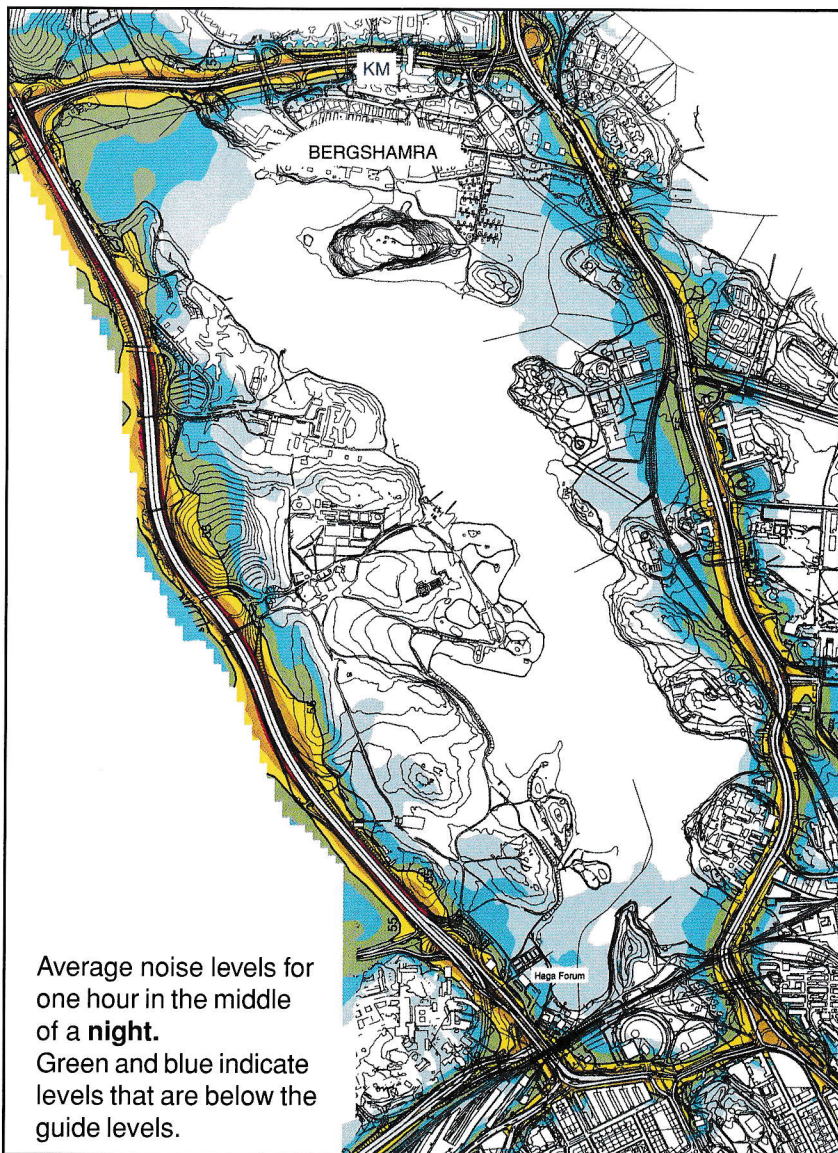 KM
BERGSHAMRA
Haga Forum
Average noise levels for
one hour in the middle
of a night.
Green and blue indicate
levels that are below the
guide levels.